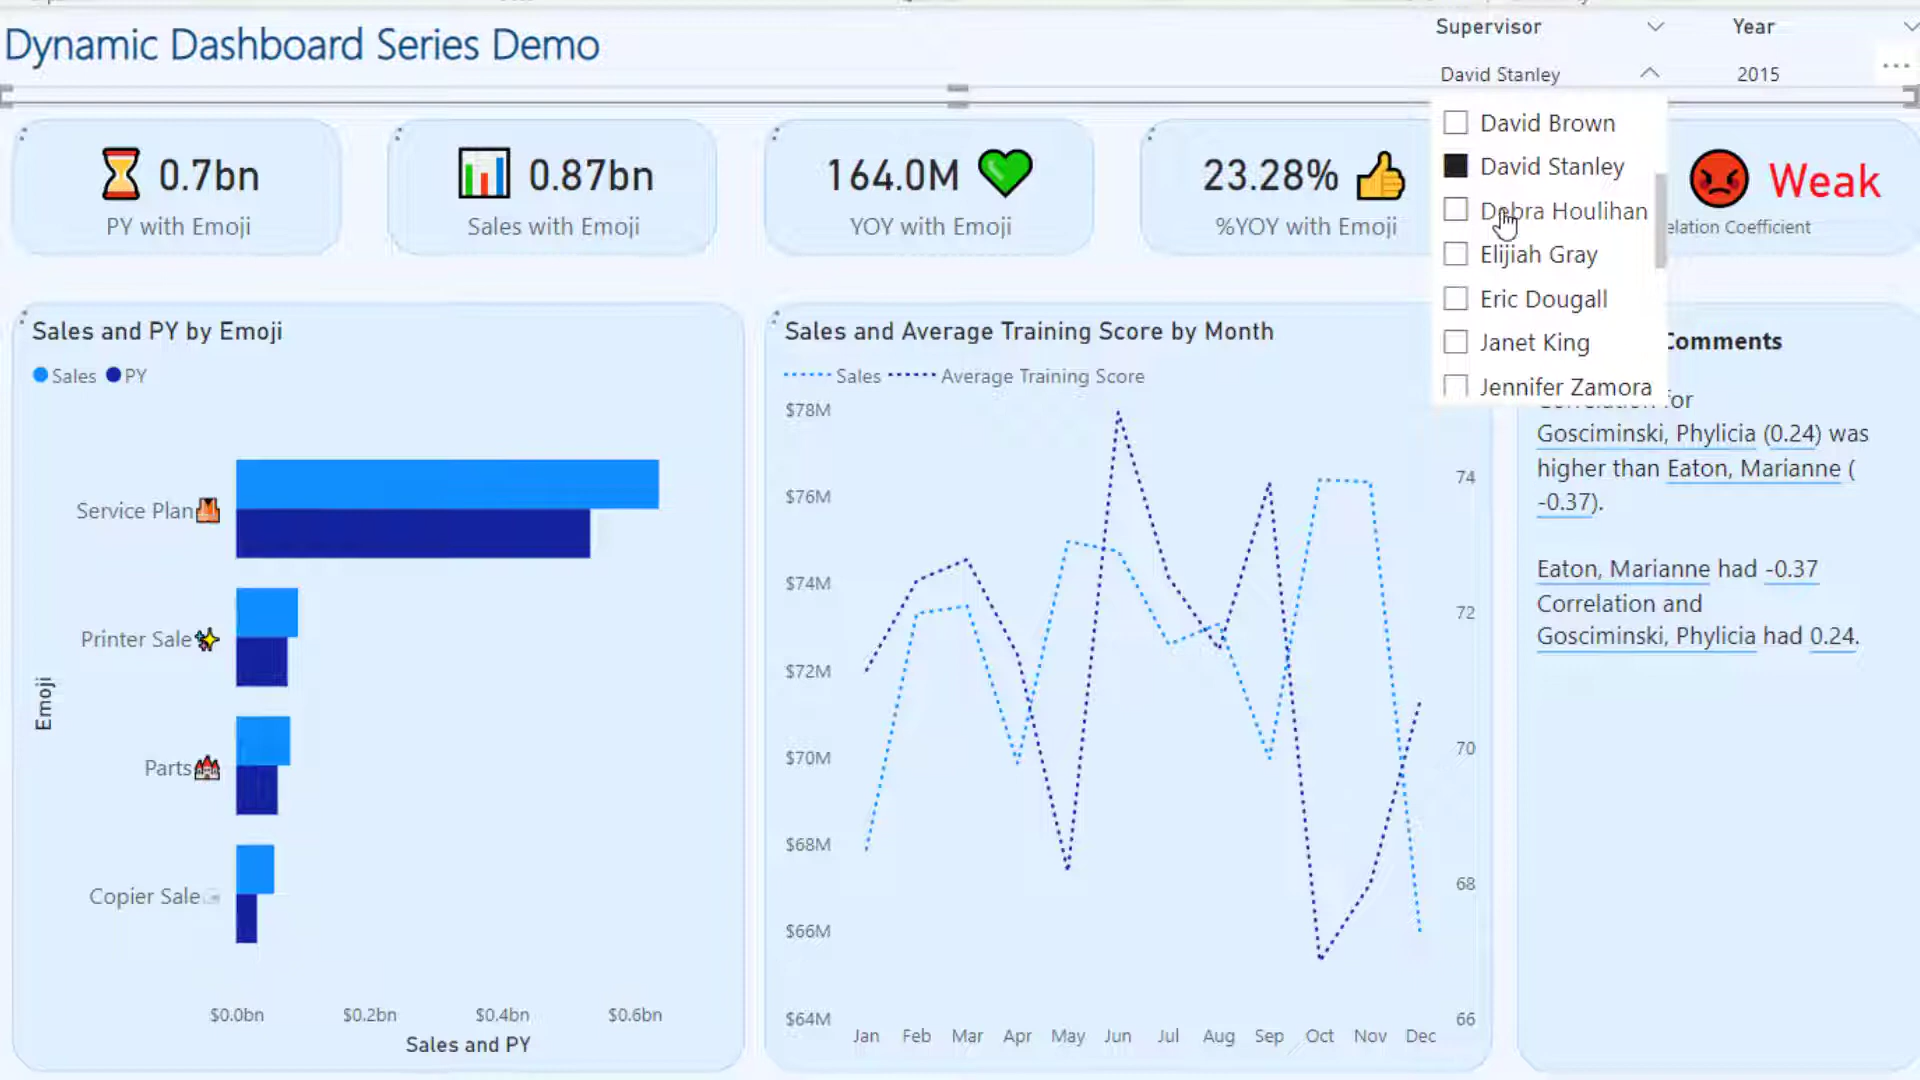 Dynamic Dashboard Series Demo
Supervisor
Year
David Stanley
2015
David Brown
David Stanley
Debra Houlihan
Elijiah Gray
Eric Dougall
Janet King
Jennifer Zamora
0.7bn
PY with Emoji
0.87bn
Sales with Emoji
164.0M
YOY with Emoji
23.28%
%YOY with Emoji
Weak
elation Coefficient
Sales and PY by Emoji
Sales PY
Service Plan
Printer Sale
Parts
Copier Sale
Emoji
$0.0bn $0.2bn $0.4bn $0.6bn
Sales and PY
Sales and Average Training Score by Month
Sales Average Training Score
$78M
$76M
$74M
$72M
$70M
$68M
$66M
$64M
74
72
70
68
66
Jan Feb Mar Apr May Jun Jul Aug Sep Oct Nov Dec
Comments
Correlation for
Gosciminski, Phylicia (0.24) was
higher than Eaton, Marianne (
-0.37).
Eaton, Marianne had -0.37
Correlation and
Gosciminski, Phylicia had 0.24.